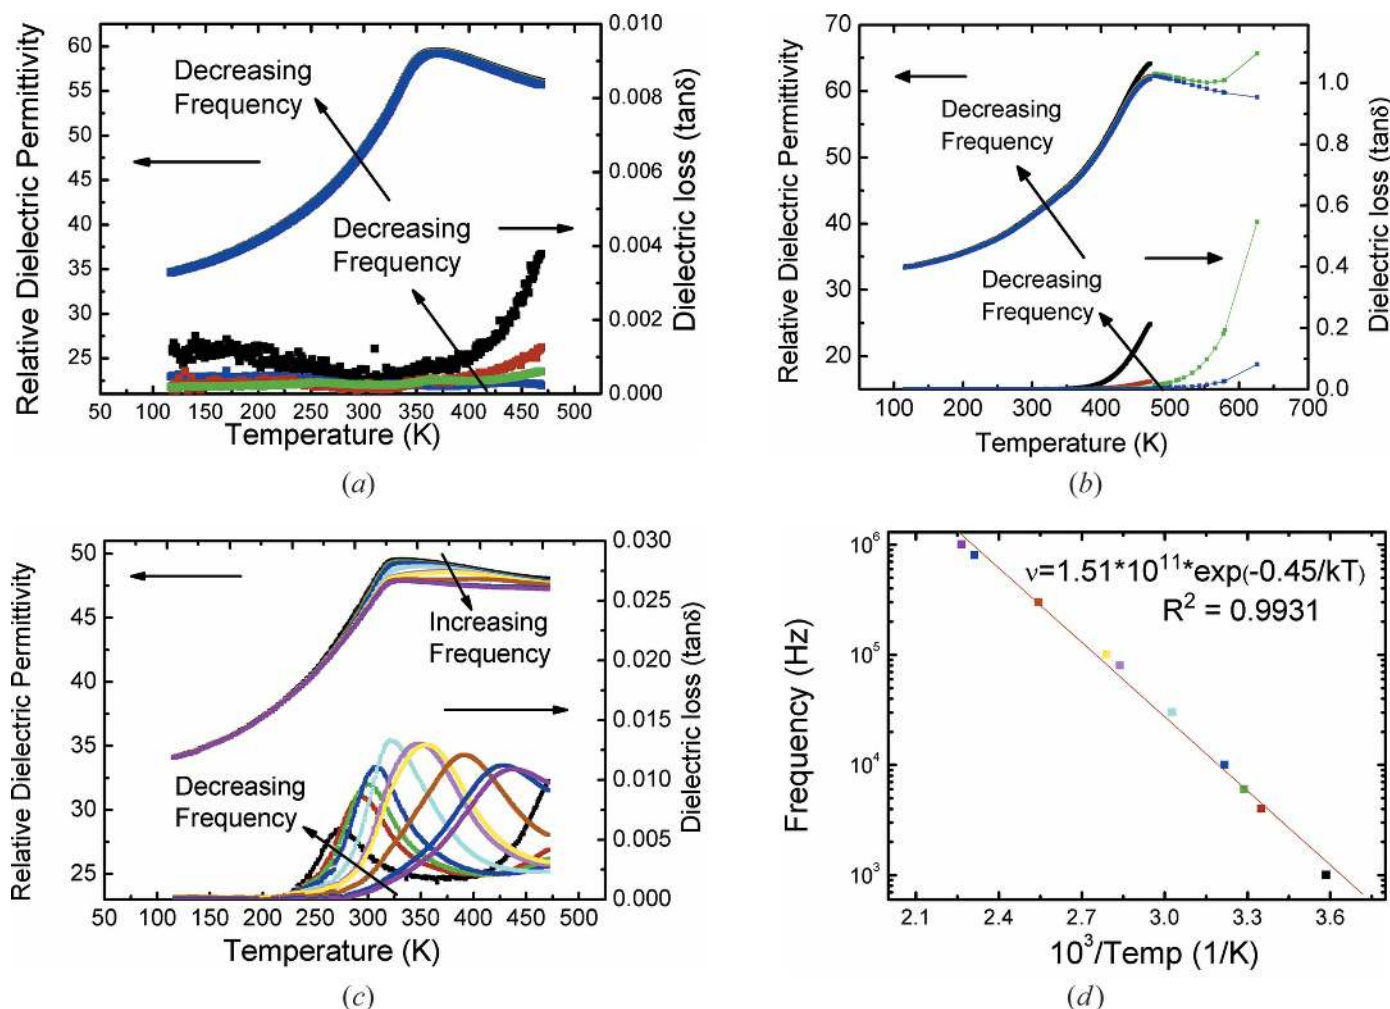 Relative Dielectric Permittivity
60
55
50
45
40
35
30
25
Decreasing
Frequency
Decreasing
Frequency
0.010
0.008
0.006
0.004
0.002
0.000
Dielectric loss (tanδ)
50 100 150 200 250 300 350 400 450 500
Temperature (K)
(a)
Relative Dielectric Permittivity
70
60
50
40
30
20
Decreasing
Frequency
Decreasing
Frequency
1.0
0.8
0.6
0.4
0.2
0.0
Dielectric loss (tanδ)
100 200 300 400 500 600 700
Temperature (K)
(b)
Relative Dielectric Permittivity
50
45
40
35
30
25
Increasing
Frequency
Decreasing
Frequency
0.030
0.025
0.020
0.015
0.010
0.005
0.000
Dielectric loss (tanδ)
50 100 150 200 250 300 350 400 450 500
Temperature (K)
(c)
Frequency (Hz)
10⁶
10⁵
10⁴
10³
ν=1.51*10¹¹*exp(-0.45/kT)
R² = 0.9931
2.1 2.4 2.7 3.0 3.3 3.6
10³/Temp (1/K)
(d)